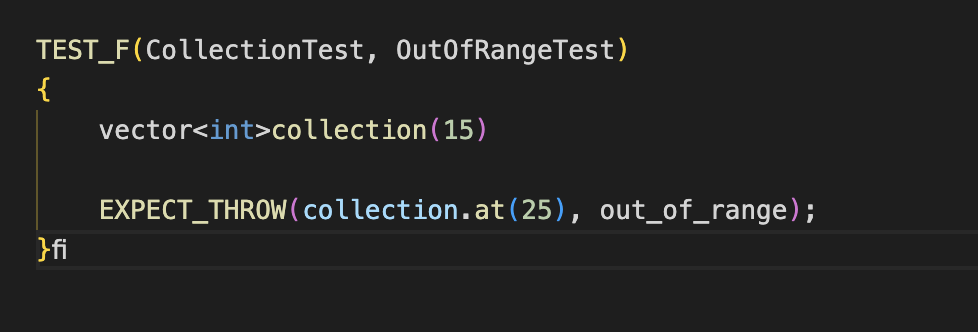 TEST_F(CollectionTest, OutOfRangeTest)
{
vector<int>collection(15)
EXPECT_THROW(collection.at(25), out_of_range);
}ﬁ